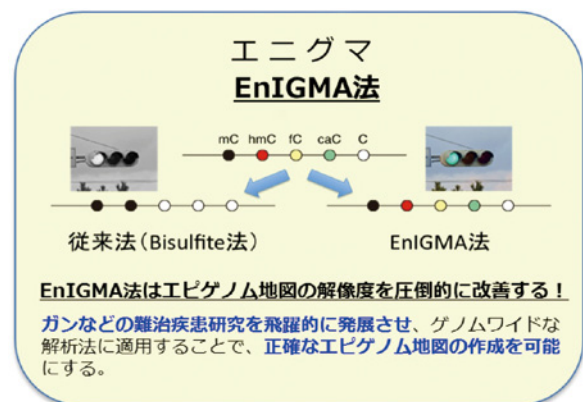 エニグマ
EnIGMA法
mC hmC fC caC C
従来法(Bisulfite法)
EnIGMA法
EnIGMA法はエピゲノム地図の解像度を圧倒的に改善する！
ガンなどの難治疾患研究を飛躍的に発展させ、ゲノムワイドな
解析法に適用することで、正確なエピゲノム地図の作成を可能
にする。